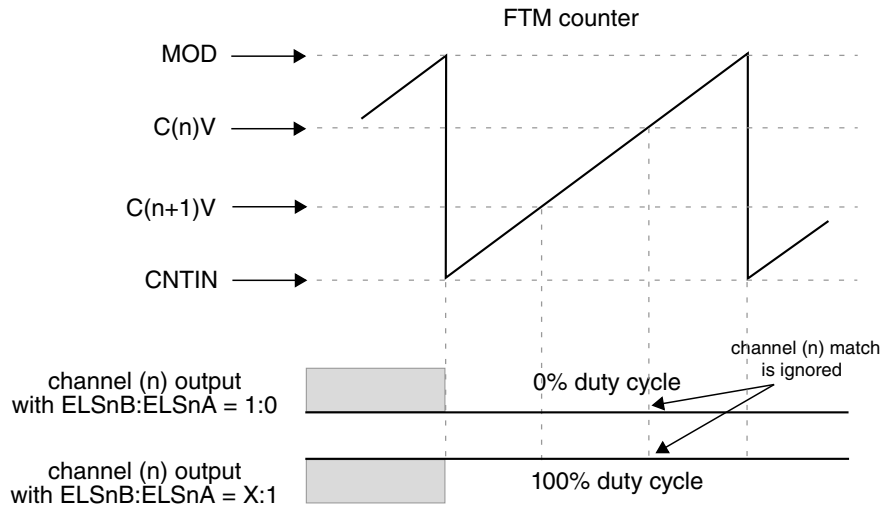 FTM counter
MOD
C(n)V
C(n+1)V
CNTIN
channel (n) match
is ignored
channel (n) output
with ELSnB:ELSnA = 1:0
0% duty cycle
channel (n) output
with ELSnB:ELSnA = X:1
100% duty cycle